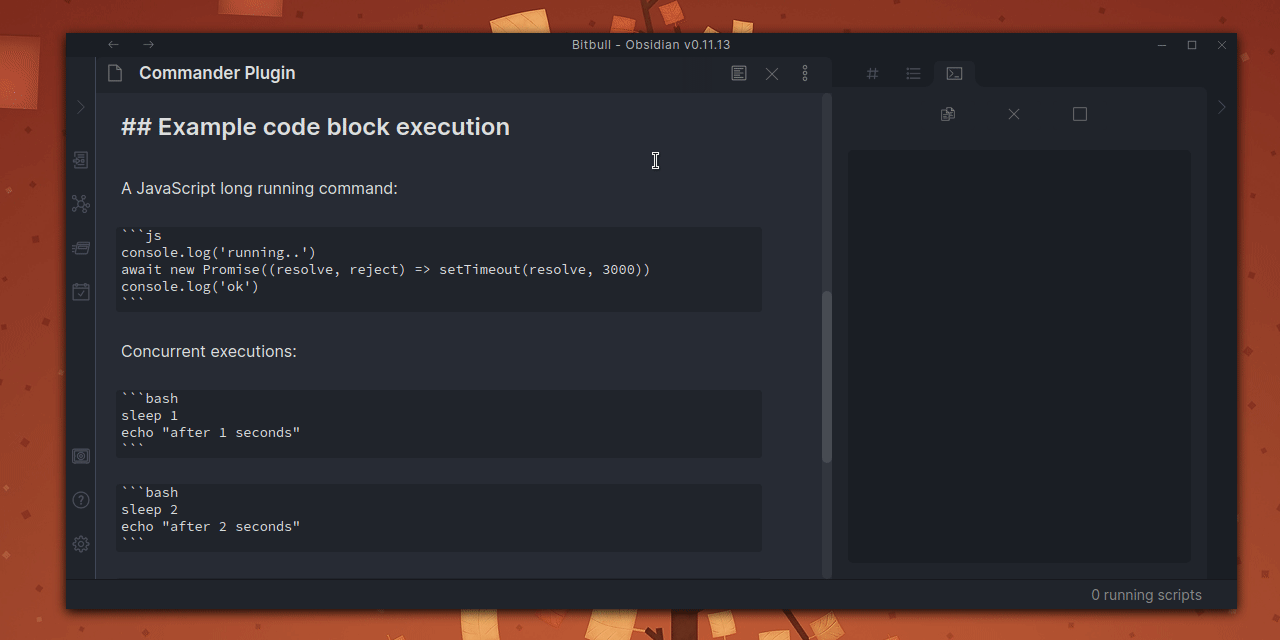 Bitbull - Obsidian v0.11.13
Commander Plugin
## Example code block execution
A JavaScript long running command:
```js
console.log('running..')
await new Promise((resolve, reject) => setTimeout(resolve, 3000))
console.log('ok')
```
Concurrent executions:
```bash
sleep 1
echo "after 1 seconds"
```
```bash
sleep 2
echo "after 2 seconds"
```
0 running scripts